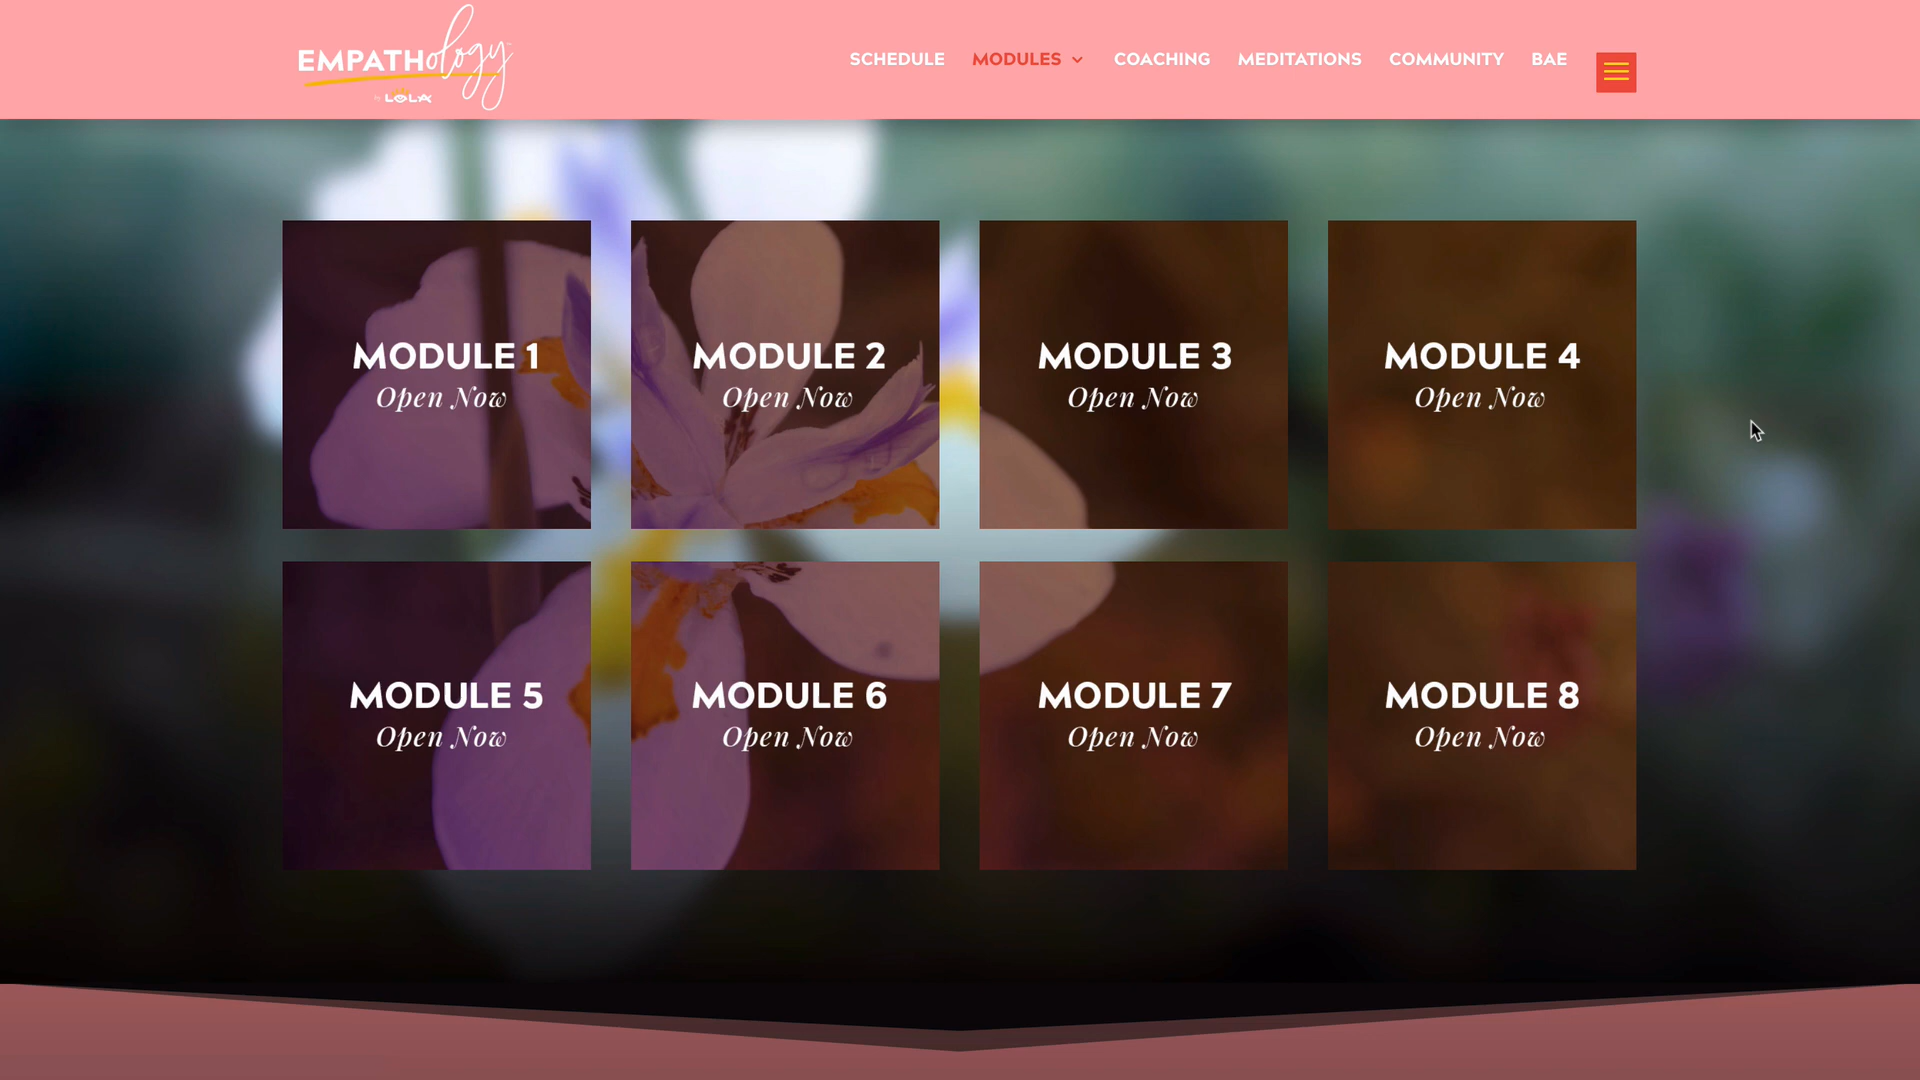 EMPATHology
by LOLA
SCHEDULE MODULES COACHING MEDITATIONS COMMUNITY BAE
MODULE 1
Open Now
MODULE 2
Open Now
MODULE 3
Open Now
MODULE 4
Open Now
MODULE 5
Open Now
MODULE 6
Open Now
MODULE 7
Open Now
MODULE 8
Open Now